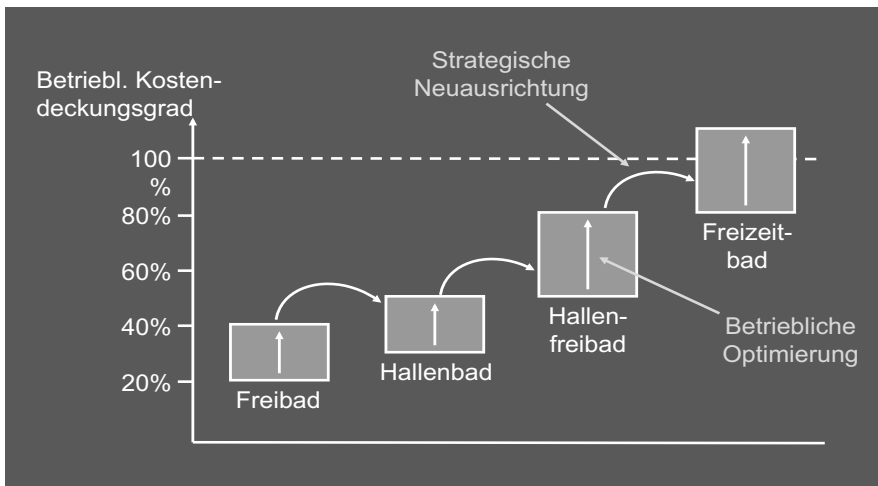 Strategische
Neuausrichtung
Betriebl. Kosten-
deckungsgrad
100
%
80%
60%
40%
20%
Freibad
Hallenbad
Hallen-
freibad
Freizeit-
bad
Betriebliche
Optimierung